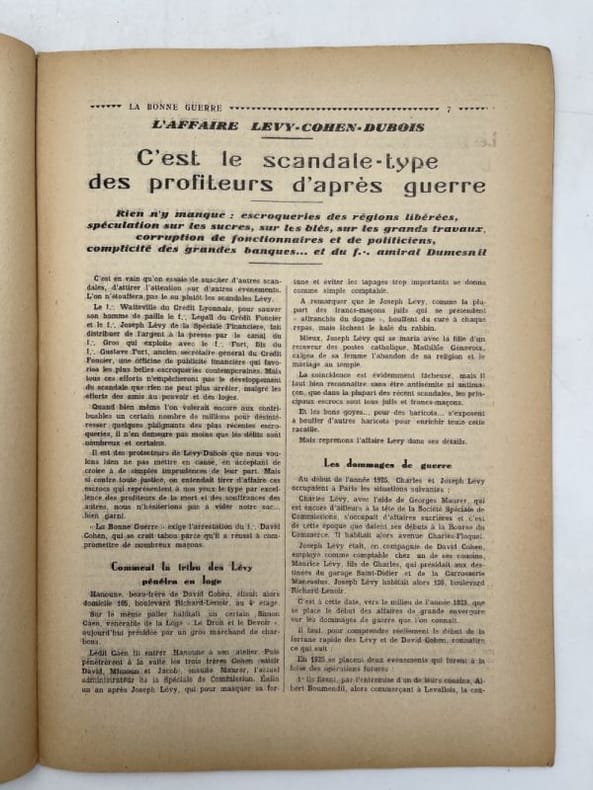 LA BONNE GUERRE
7
L'AFFAIRE LEVY-COHEN-DUBOIS
C'est le scandale-type
des profiteurs d'après guerre
Rien n'y manque : escroqueries des régions libérées,
spéculation sur les sucres, sur les blés, sur les grands travaux,
corruption de fonctionnaires et de politiciens,
complicité des grandes banques... et du f∴ amiral Dumesnil
C'est en vain qu'on essaie de susciter d'autres scan-
dales, d'attirer l'attention sur d'autres événements.
L'on n'étouffera pas le ou plutôt les scandales Lévy.
Le f∴ Watteville du Crédit Lyonnais, pour sauver
son homme de paille le f∴ Legall du Crédit Foncier
et le f∴ Joseph Lévy de la Spéciale Financière, fait
distribuer de l'argent à la presse par le canal du
f∴ Gros qui exploite avec le f∴ Fort, fils du
f∴ Gustave Fort, ancien secrétaire général du Crédit
Foncier, une officine de publicité financière qui favo-
risa les plus belles escroqueries contemporaines. Mais
tous ces efforts n'empêcheront pas le développement
du scandale que rien ne peut plus arrêter, malgré les
efforts des amis au pouvoir et des loges.
Quand bien même l'on volerait encore aux contri-
buables un certain nombre de millions pour désinté-
resser quelques plaignants des plus récentes escro-
queries, il n'en demeure pas moins que les délits sont
nombreux et certains.
Il est des protecteurs de Lévy-Dubois que nous vou-
lons bien ne pas mettre en cause, en acceptant de
croire à de simples imprudences de leur part. Mais
si contre toute justice, on entendait tirer d'affaire ces
escrocs qui représentent à nos yeux le type par excel-
lence des profiteurs de la mort et des souffrances des
autres, nous n'hésiterions pas à vider notre sac...
bien garni.
« La Bonne Guerre » exige l'arrestation du f∴ David
Cohen, qui se croit tabou parce qu'il a réussi à com-
promettre de nombreux maçons.
Comment la tribu des Lévy
pénétra en loge
Hanoune, beau-frère de David Cohen, était alors
domicilié 105, boulevard Richard-Lenoir, au 4e étage.
Sur le même palier habitait un certain Simon
Caen, vénérable de la Loge « Le Droit et le Devoir »
aujourd'hui présidée par un gros marchand de char-
bons.
Ledit Caen fit entrer Hanoune à son atelier. Puis
pénétrèrent à la suite les trois frères Cohen
David, Mimoun et Jacob, ensuite Maurer, l'actuel
administrateur de la Spéciale de Commission. Enfin
un an après Joseph Lévy, qui pour masquer sa for-
tune et éviter les tapages trop importants se donna
comme simple comptable.
A remarquer que le Joseph Lévy, comme la plu-
part des francs-maçons juifs qui se prétendent
« affranchis du dogme », bouffent du curé à chaque
repas, mais lèchent le kale du rabbin.
Mieux, Joseph Lévy qui se maria avec la fille d'un
receveur des postes catholique, Mathilde Genevoix,
exigea de sa femme l'abandon de sa religion et le
mariage au temple.
La coïncidence est évidemment fâcheuse, mais il
faut bien reconnaître sans être antisémite ni antima-
çon, que dans la plupart des récent scandales, les prin-
cipaux escrocs sont tous juifs et francs-maçons.
Et les bons goyes... pour des haricots... s'exposent
à bouffer d'autres haricots pour enrichir toute cette
racaille.
Mais reprenons l'affaire Levy dans ses détails.
Les dommages de guerre
Au début de l'année 1925, Charles et Joseph Lévy
occupaient à Paris les situations suivantes :
Charles Lévy, avec l'aide de Georges Maurer, qui
est encore d'ailleurs à la tête de la Société Spéciale de
Commissions, s'occupait d'affaires sucrières et c'est
de cette époque que datent ses débuts à la Bourse du
Commerce. Il habitait alors avenue Charles-Floquet.
Joseph Lévy était, en compagnie de David Cohen,
employé comme comptable chez un de ses cousins,
Maurice Lévy, fils de Charles, qui présidait aux des-
tinées du garage Saint-Didier et de la Carrosserie
Manessius. Joseph Lévy habitait alors 126, boulevard
Richard-Lenoir.
C'est à cette date, vers le milieu de l'année 1923, que
se place le début des affaires de grande envergure
sur les dommages de guerre que l'on connaît.
Il faut, pour comprendre réellement le début de la
fortune rapide des Lévy et de David Cohen, connaître
ce qui suit :
En 1923 se placent deux événements qui furent à la
base des opérations futures :
1° Ils firent, par l'entremise d'un de leurs cousins, Al-
bert Boumendil, alors commerçant à Levallois, la con-